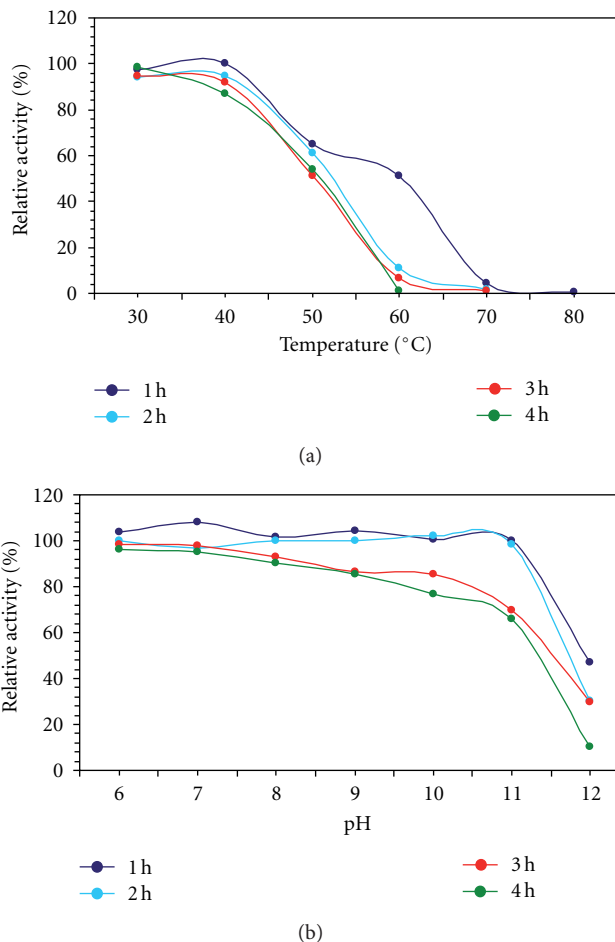 120
100
80
60
40
20
0
Relative activity (%)
30 40 50 60 70 80
Temperature (°C)
1 h 3 h
2 h 4 h
(a)
120
100
80
60
40
20
0
Relative activity (%)
6 7 8 9 10 11 12
pH
1 h 3 h
2 h 4 h
(b)